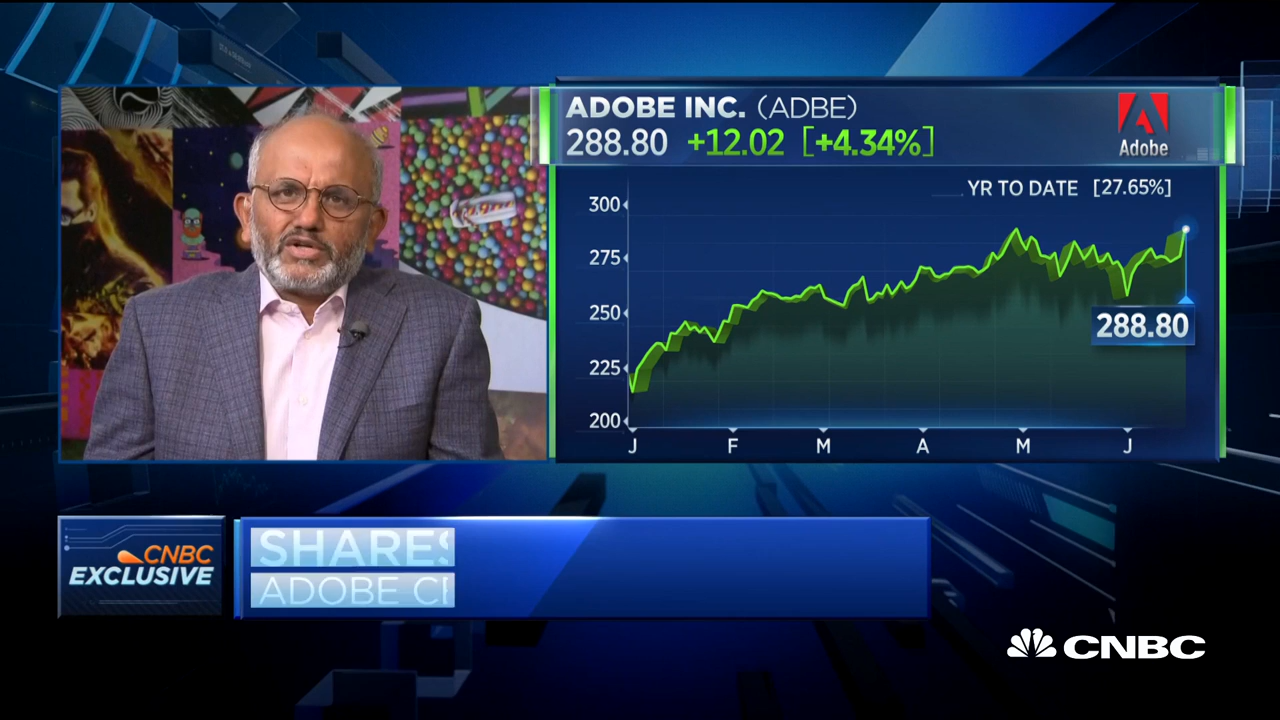 ADOBE INC. (ADBE)
288.80 +12.02 [+4.34%]
Adobe
YR TO DATE [27.65%]
300
275
250
225
200
288.80
J F M A M J
CNBC
EXCLUSIVE
SHARES
ADOBE C
CNBC